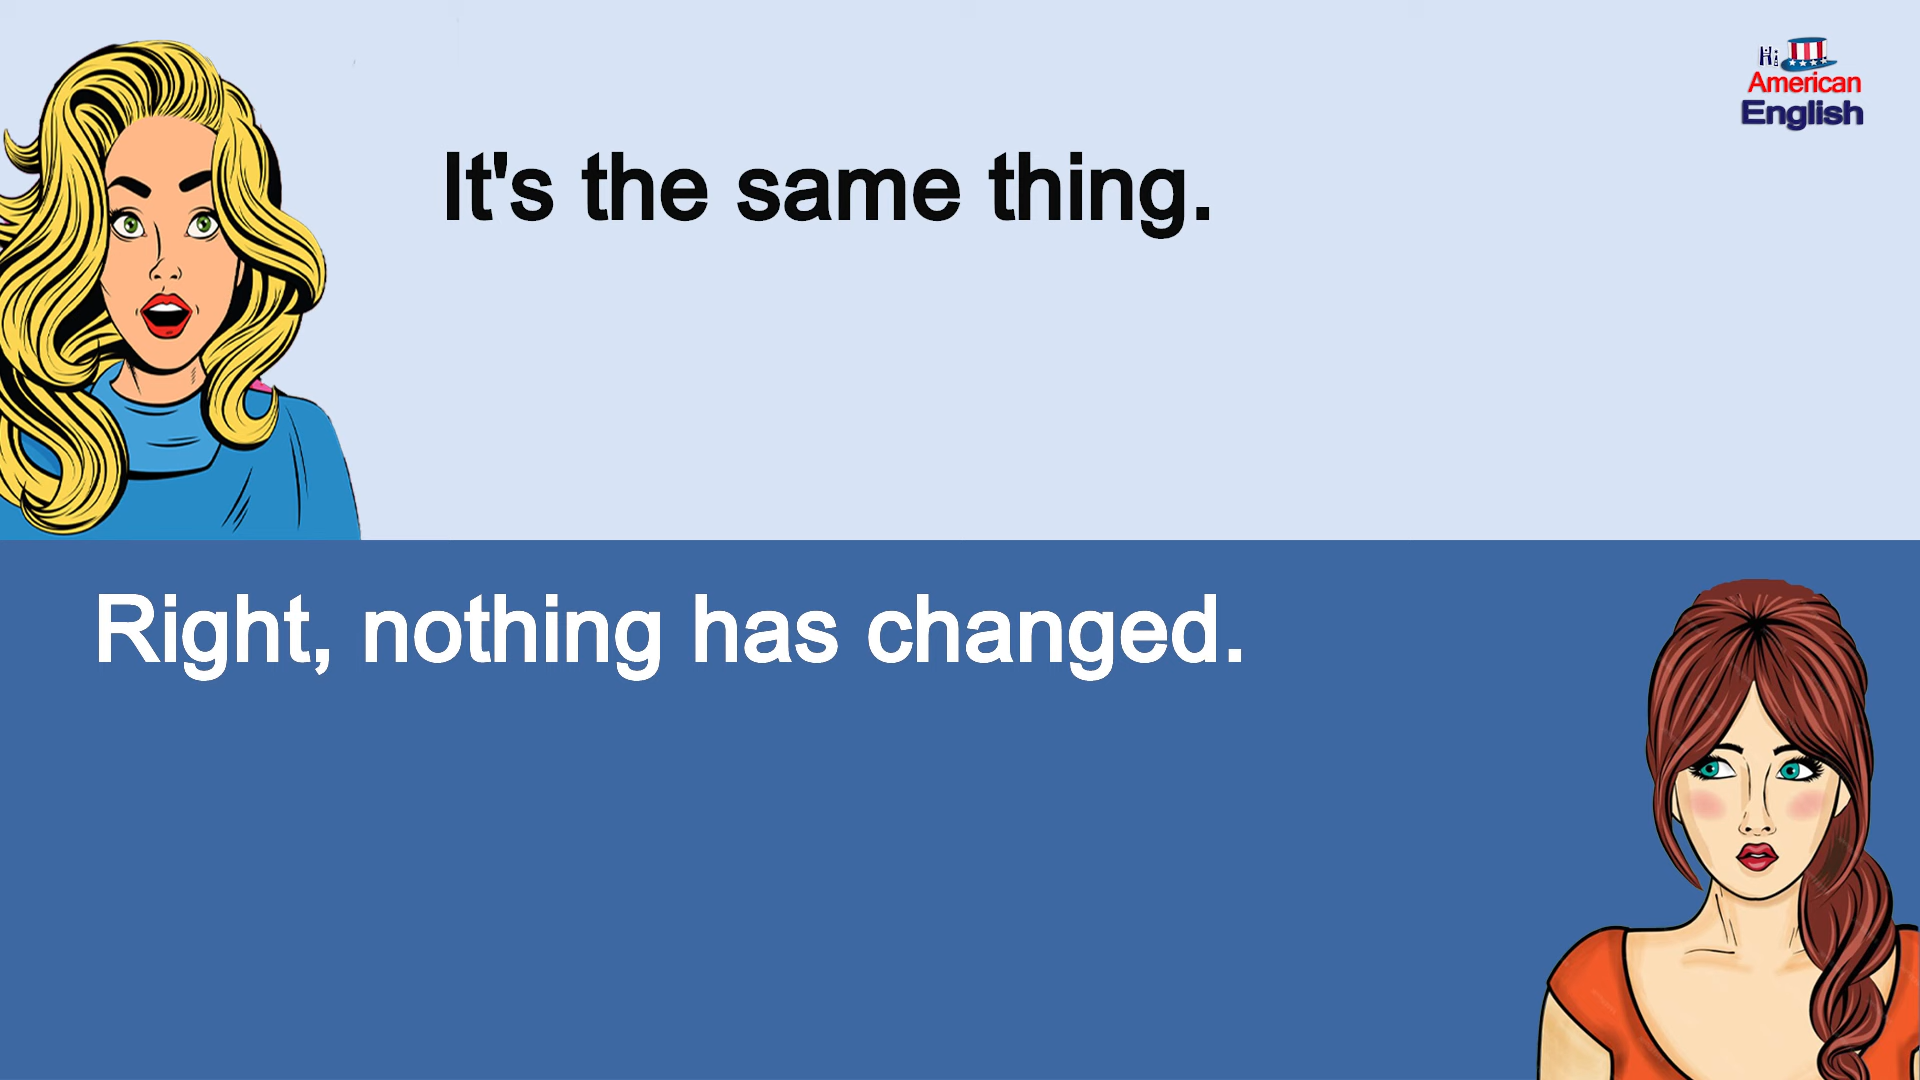 Hi
American
English
It's the same thing.
Right, nothing has changed.